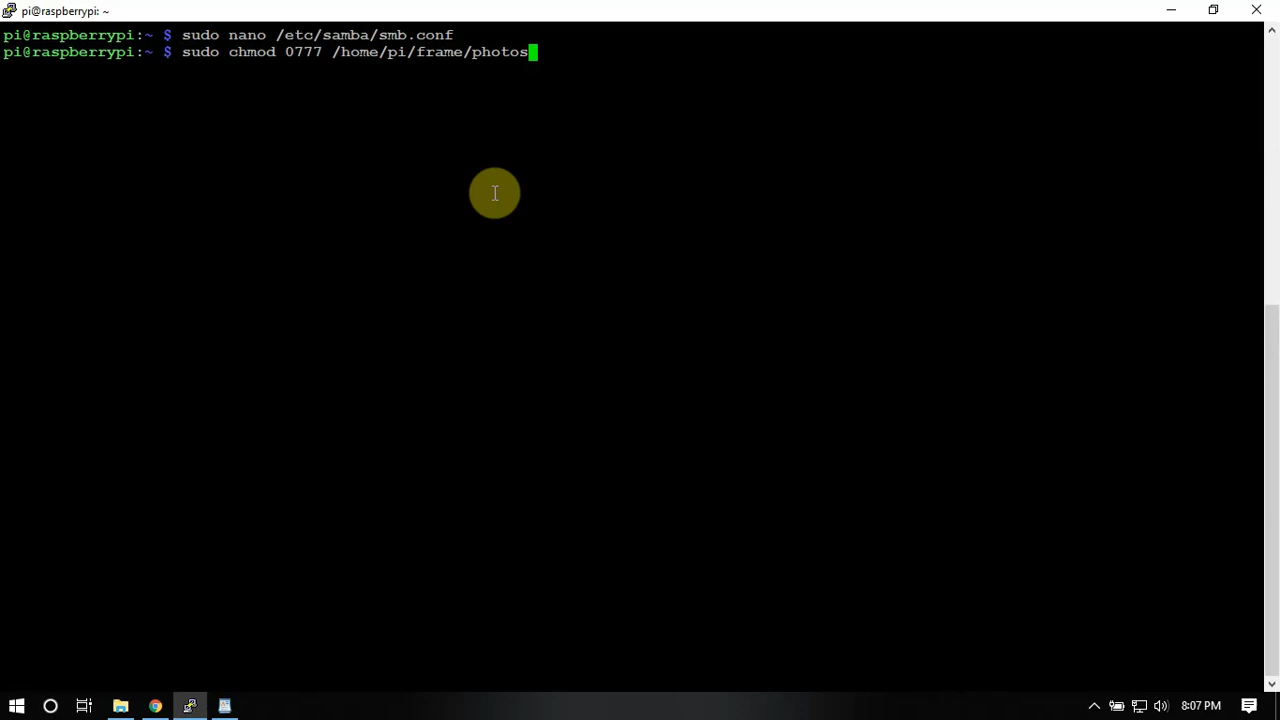 pi@raspberrypi: ~
pi@raspberrypi:~ $ sudo nano /etc/samba/smb.conf
pi@raspberrypi:~ $ sudo chmod 0777 /home/pi/frame/photos
8:07 PM